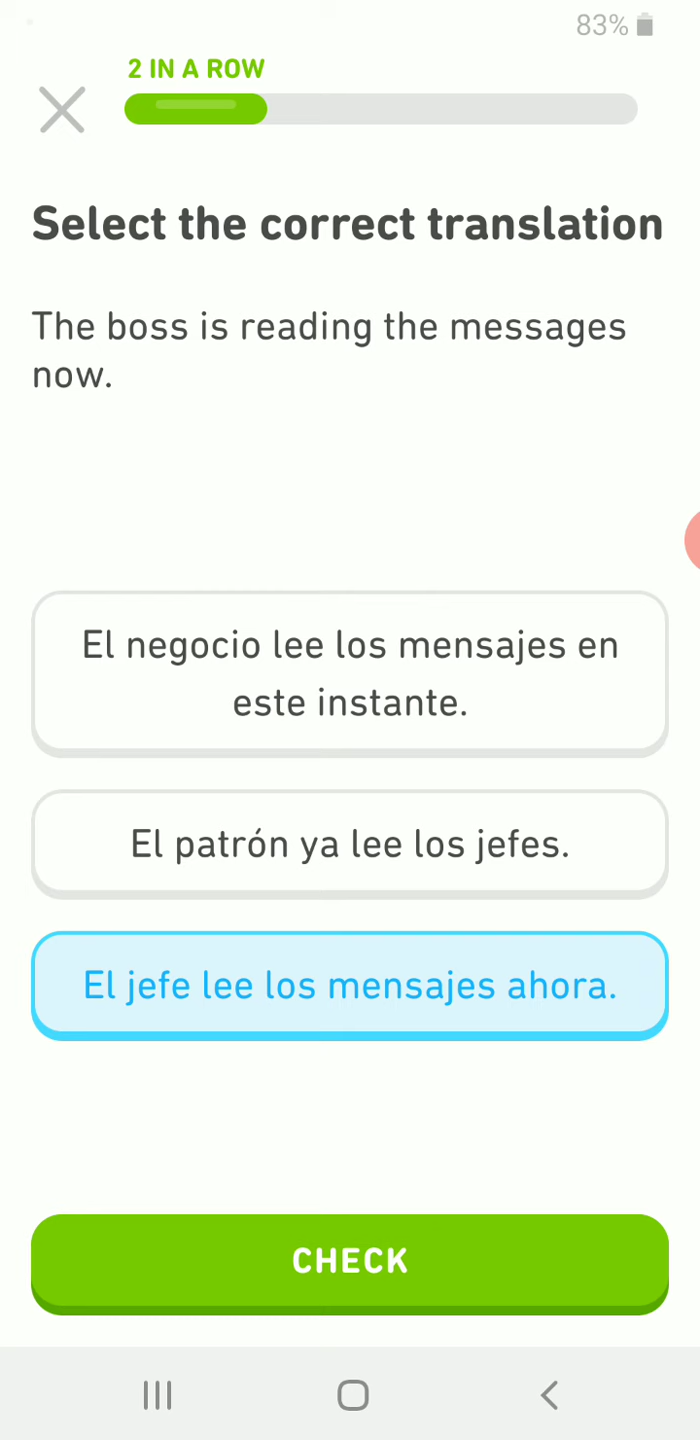 83%
2 IN A ROW
Select the correct translation
The boss is reading the messages
now.
El negocio lee los mensajes en
este instante.
El patrón ya lee los jefes.
El jefe lee los mensajes ahora.
CHECK